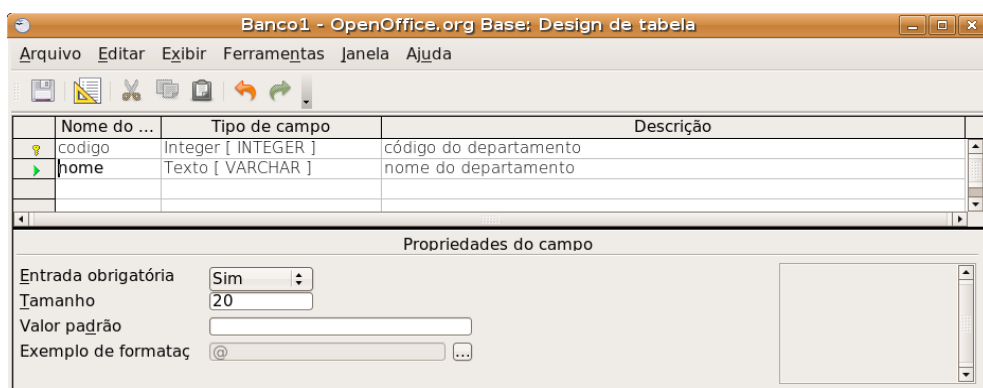 Banco1 - OpenOffice.org Base: Design de tabela
Arquivo Editar Exibir Ferramentas Janela Ajuda
Nome do ... Tipo de campo Descrição
codigo Integer [ INTEGER ] código do departamento
nome Texto [ VARCHAR ] nome do departamento
Propriedades do campo
Entrada obrigatória Sim
Tamanho 20
Valor padrão
Exemplo de formataç @ ...